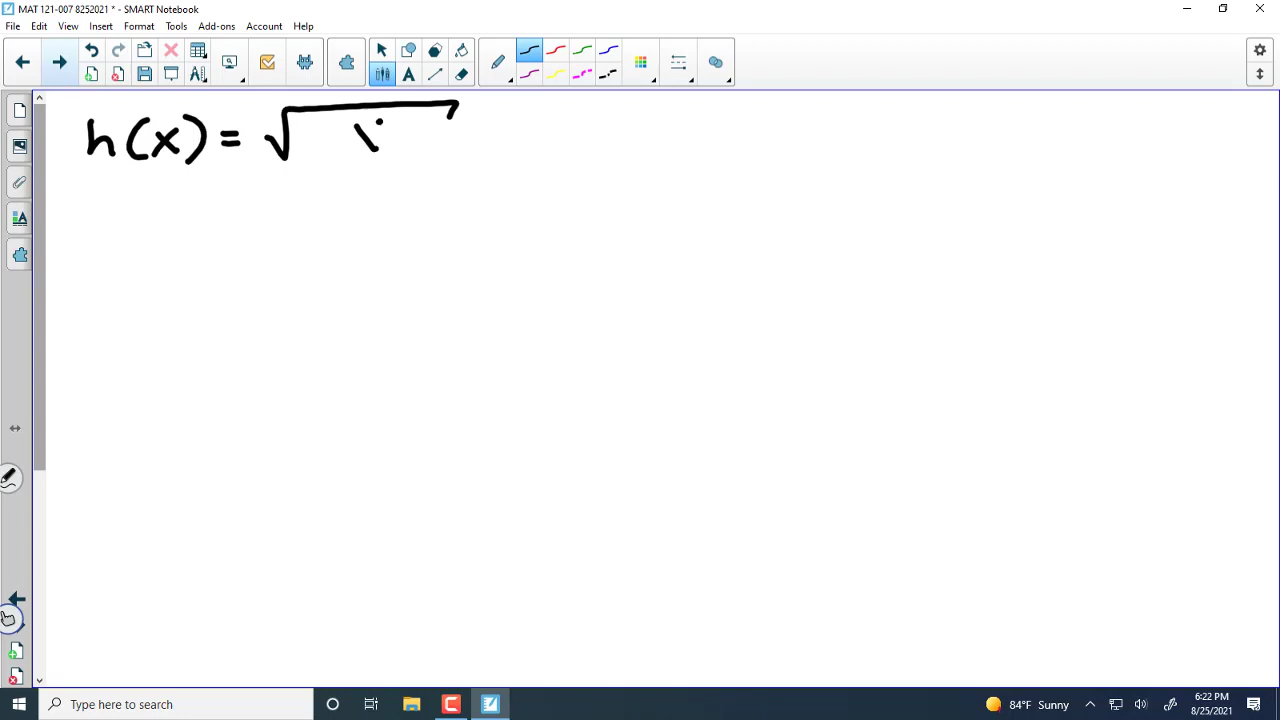 MAT 121-007 8252021 * - SMART Notebook
File Edit View Insert Format Tools Add-ons Account Help
h(x) = √
Type here to search
84°F Sunny
6:22 PM
8/25/2021